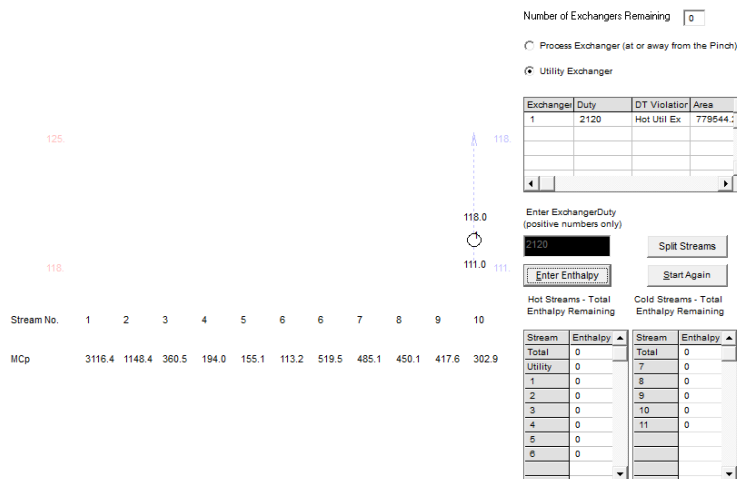 Number of Exchangers Remaining 0
Process Exchanger (at or away from the Pinch)
Utility Exchanger
Exchanger Duty DT Violation Area
1 2120 Hot Util Ex 779544.2
125. 118.
118.0
118. 111.0 111.
Enter ExchangerDuty
(positive numbers only)
2120 Split Streams
Enter Enthalpy Start Again
Hot Streams - Total Cold Streams - Total
Enthalpy Remaining Enthalpy Remaining
Stream No. 1 2 3 4 5 6 6 7 8 9 10
MCp 3116.4 1148.4 360.5 194.0 155.1 113.2 519.5 485.1 450.1 417.6 302.9
Stream Enthalpy Stream Enthalpy
Total 0 Total 0
Utility 0 7 0
1 0 8 0
2 0 9 0
3 0 10 0
4 0 11 0
5 0
6 0